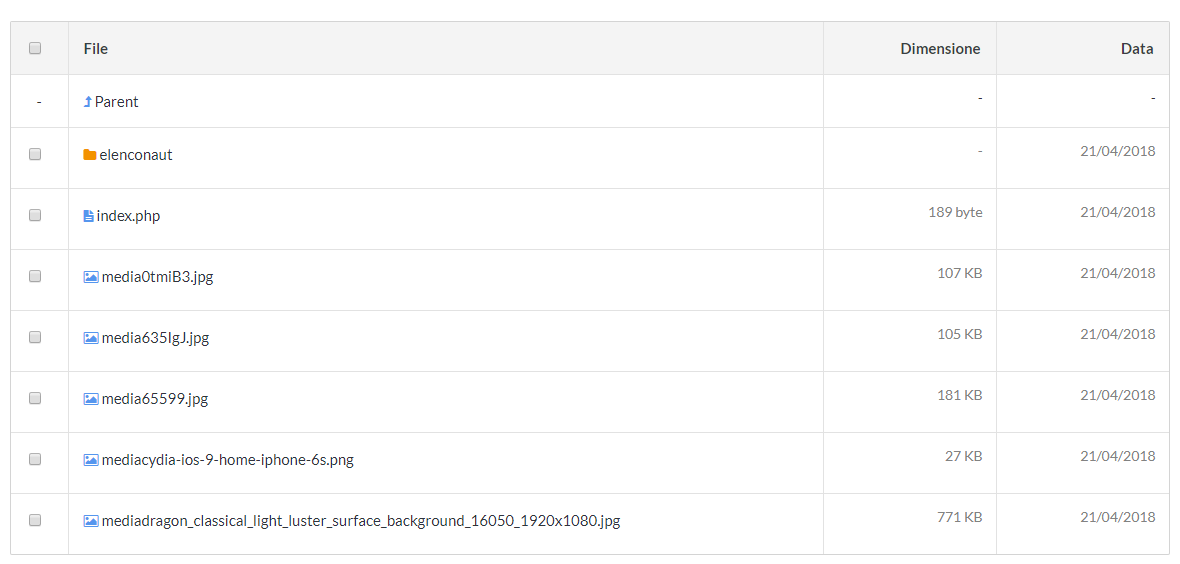 File Dimensione Data
- Parent - -
elenconaut - 21/04/2018
index.php 189 byte 21/04/2018
media0tmiB3.jpg 107 KB 21/04/2018
media635IgJ.jpg 105 KB 21/04/2018
media65599.jpg 181 KB 21/04/2018
mediacydia-ios-9-home-iphone-6s.png 27 KB 21/04/2018
mediadragon_classical_light_luster_surface_background_16050_1920x1080.jpg 771 KB 21/04/2018